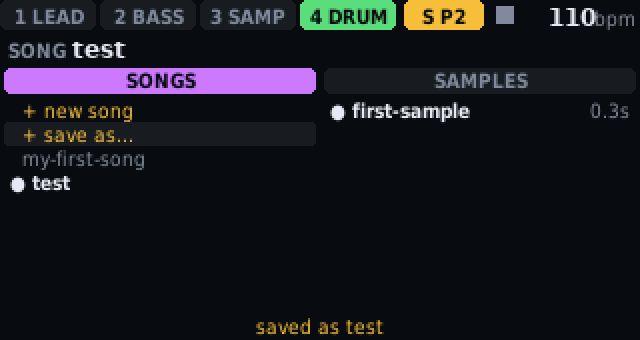 1 LEAD 2 BASS 3 SAMP 4 DRUM S P2 110bpm
SONG test
SONGS SAMPLES
+ new song first-sample 0.3s
+ save as...
my-first-song
test
saved as test